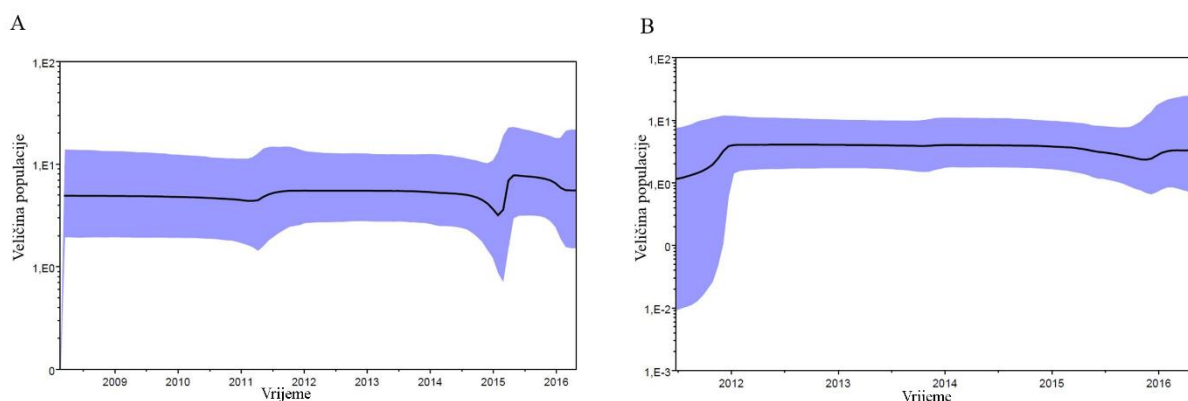 A
Veličina populacije
1,E2
1,E1
1,E0
0
2009 2010 2011 2012 2013 2014 2015 2016
Vrijeme
B
Veličina populacije
1,E2
1,E1
4,E0
0
1,E-2
1,E-3
2012 2013 2014 2015 2016
Vrijeme